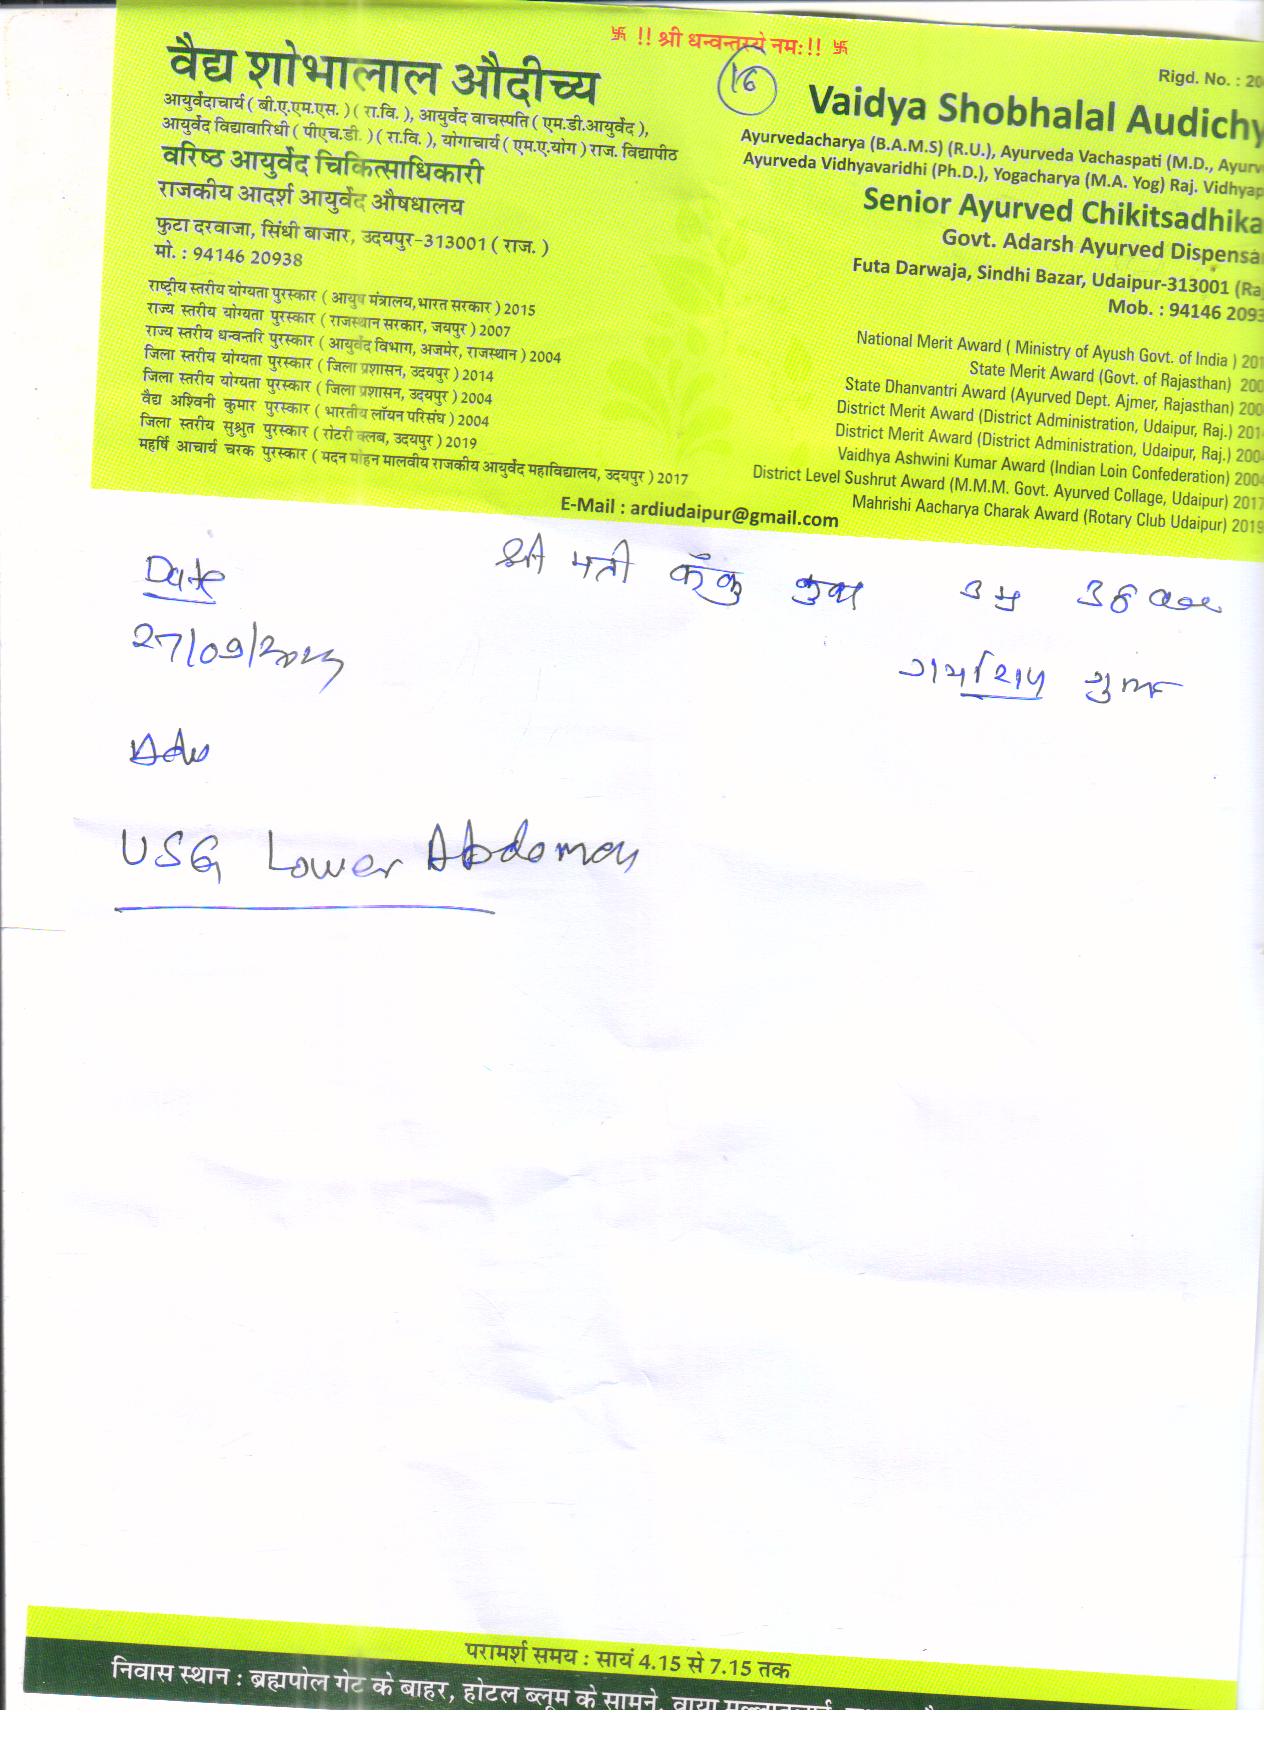 卐 !! श्री धन्वन्तरये नमः!! 卐
16
वैद्य शोभालाल औदीच्य
आयुर्वेदाचार्य ( बी.ए.एम.एस. ) ( रा.वि. ), आयुर्वेद वाचस्पति ( एम.डी.आयुर्वेद ),
आयुर्वेद विद्यावारिधी ( पीएच.डी. ) ( रा.वि. ), योगाचार्य ( एम.ए.योग ) राज. विद्यापीठ
वरिष्ठ आयुर्वेद चिकित्साधिकारी
राजकीय आदर्श आयुर्वेद औषधालय
फुटा दरवाजा, सिंधी बाजार, उदयपुर-313001 ( राज. )
मो. : 94146 20938
राष्ट्रीय स्तरीय योग्यता पुरस्कार ( आयुष मंत्रालय,भारत सरकार ) 2015
राज्य स्तरीय योग्यता पुरस्कार ( राजस्थान सरकार, जयपुर ) 2007
राज्य स्तरीय धन्वन्तरि पुरस्कार ( आयुर्वेद विभाग, अजमेर, राजस्थान ) 2004
जिला स्तरीय योग्यता पुरस्कार ( जिला प्रशासन, उदयपुर ) 2014
जिला स्तरीय योग्यता पुरस्कार ( जिला प्रशासन, उदयपुर ) 2004
वैद्य अश्विनी कुमार पुरस्कार ( भारतीय लॉयन परिसंघ ) 2004
जिला स्तरीय सुश्रुत पुरस्कार ( रोटरी क्लब, उदयपुर ) 2019
महर्षि आचार्य चरक पुरस्कार ( मदन मोहन मालवीय राजकीय आयुर्वेद महाविद्यालय, उदयपुर ) 2017
Rigd. No. : 20
Vaidya Shobhalal Audichy
Ayurvedacharya (B.A.M.S) (R.U.), Ayurveda Vachaspati (M.D., Ayurve
Ayurveda Vidhyavaridhi (Ph.D.), Yogacharya (M.A. Yog) Raj. Vidhyap
Senior Ayurved Chikitsadhika
Govt. Adarsh Ayurved Dispensa
Futa Darwaja, Sindhi Bazar, Udaipur-313001 (Raj
Mob. : 94146 2093
National Merit Award ( Ministry of Ayush Govt. of India ) 201
State Merit Award (Govt. of Rajasthan) 200
State Dhanvantri Award (Ayurved Dept. Ajmer, Rajasthan) 200
District Merit Award (District Administration, Udaipur, Raj.) 201
District Merit Award (District Administration, Udaipur, Raj.) 2004
Vaidhya Ashwini Kumar Award (Indian Loin Confederation) 2004
District Level Sushrut Award (M.M.M. Govt. Ayurved Collage, Udaipur) 2017
Mahrishi Aacharya Charak Award (Rotary Club Udaipur) 2019
E-Mail : ardiudaipur@gmail.com
श्री मती
Date
27/09/
Adv
USG Lower Abdomen
परामर्श समय : सायं 4.15 से 7.15 तक
निवास स्थान : ब्रह्मपोल गेट के बाहर, होटल ब्लूम के सामने, वाया